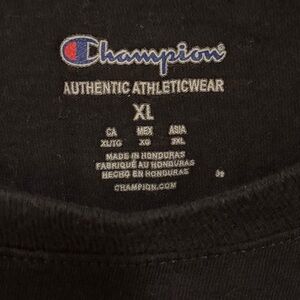 Champion
AUTHENTIC ATHLETICWEAR
XL
CA MEX ASIA
XL/TG XG 3XL
MADE IN HONDURAS
FABRIQUÉ AU HONDURAS
HECHO EN HONDURAS
CHAMPION.COM